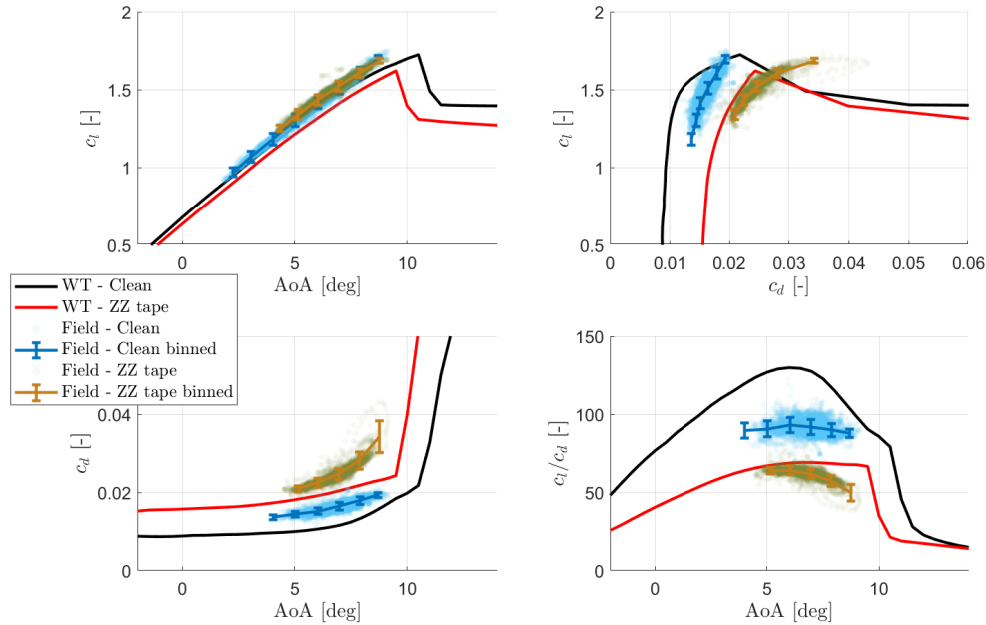 2
1.5
1
0.5
c_l [-]
0
5
10
AoA [deg]
2
1.5
1
0.5
c_l [-]
0
0.01
0.02
0.03
0.04
0.05
0.06
c_d [-]
WT - Clean
WT - ZZ tape
Field - Clean
Field - Clean binned
Field - ZZ tape
Field - ZZ tape binned
0.04
0.02
0
c_d [-]
0
5
10
AoA [deg]
150
100
50
0
c_l/c_d [-]
0
5
10
AoA [deg]